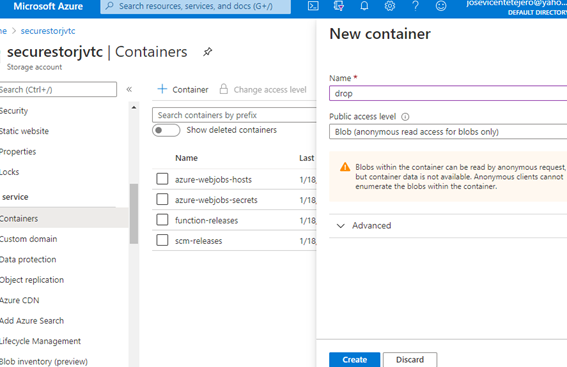 Microsoft Azure
Search resources, services, and docs (G+/)
josevicentetejero@yaho...
DEFAULT DIRECTORY
me > securestorjvtc
securestorjvtc | Containers
Storage account
Search (Ctrl+/)
Security
Static website
Properties
Locks
service
Containers
Custom domain
Data protection
Object replication
Azure CDN
Add Azure Search
Lifecycle Management
Blob inventory (preview)
+ Container
Change access level
Search containers by prefix
Show deleted containers
Name
Last
azure-webjobs-hosts
1/18,
azure-webjobs-secrets
1/18,
function-releases
1/18,
scm-releases
1/18,
New container
Name *
drop
Public access level
Blob (anonymous read access for blobs only)
Blobs within the container can be read by anonymous request,
but container data is not available. Anonymous clients cannot
enumerate the blobs within the container.
Advanced
Create
Discard